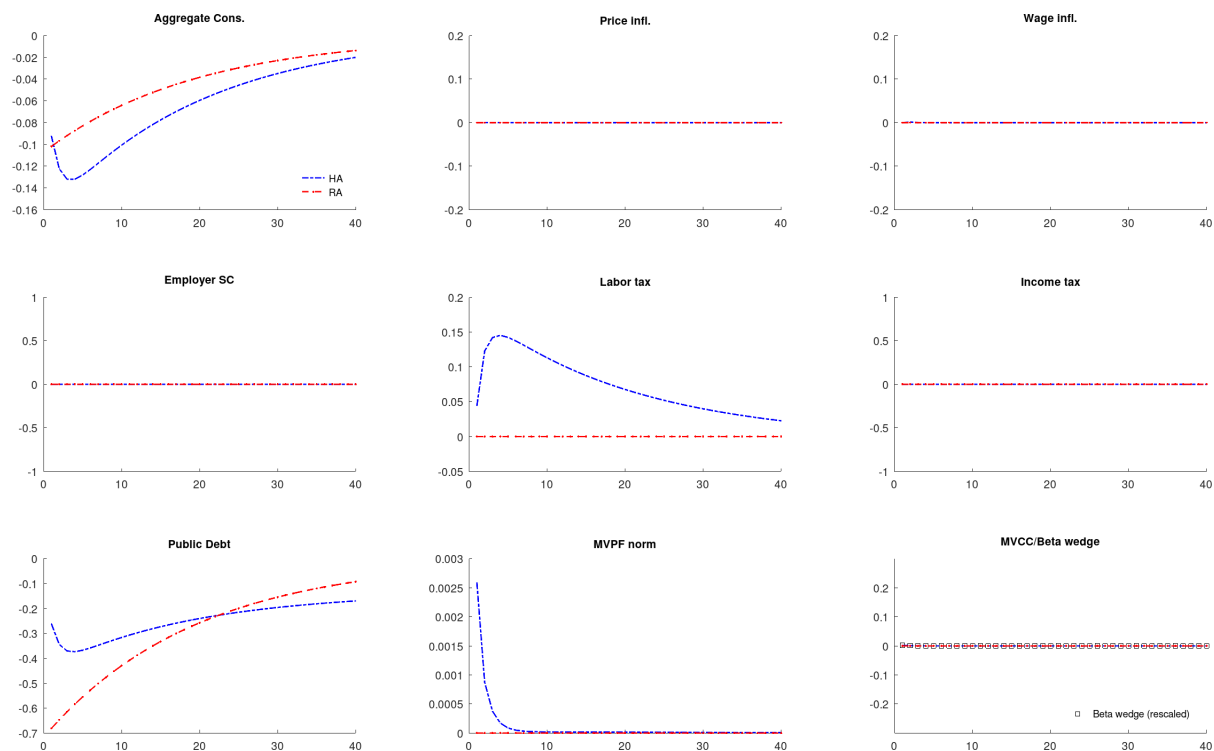 Aggregate Cons.
0
-0.02
-0.04
-0.06
-0.08
-0.1
-0.12
-0.14
-0.16
0 10 20 30 40
HA
RA
Price infl.
0.2
0.1
0
-0.1
-0.2
0 10 20 30 40
Wage infl.
0.2
0.1
0
-0.1
-0.2
0 10 20 30 40
Employer SC
1
0.5
0
-0.5
-1
0 10 20 30 40
Labor tax
0.2
0.15
0.1
0.05
0
-0.05
0 10 20 30 40
Income tax
1
0.5
0
-0.5
-1
0 10 20 30 40
Public Debt
0
-0.1
-0.2
-0.3
-0.4
-0.5
-0.6
-0.7
0 10 20 30 40
MVPF norm
0.003
0.0025
0.002
0.0015
0.001
0.0005
0
0 10 20 30 40
MVCC/Beta wedge
0.2
0.1
0
-0.1
-0.2
0 10 20 30 40
Beta wedge (rescaled)